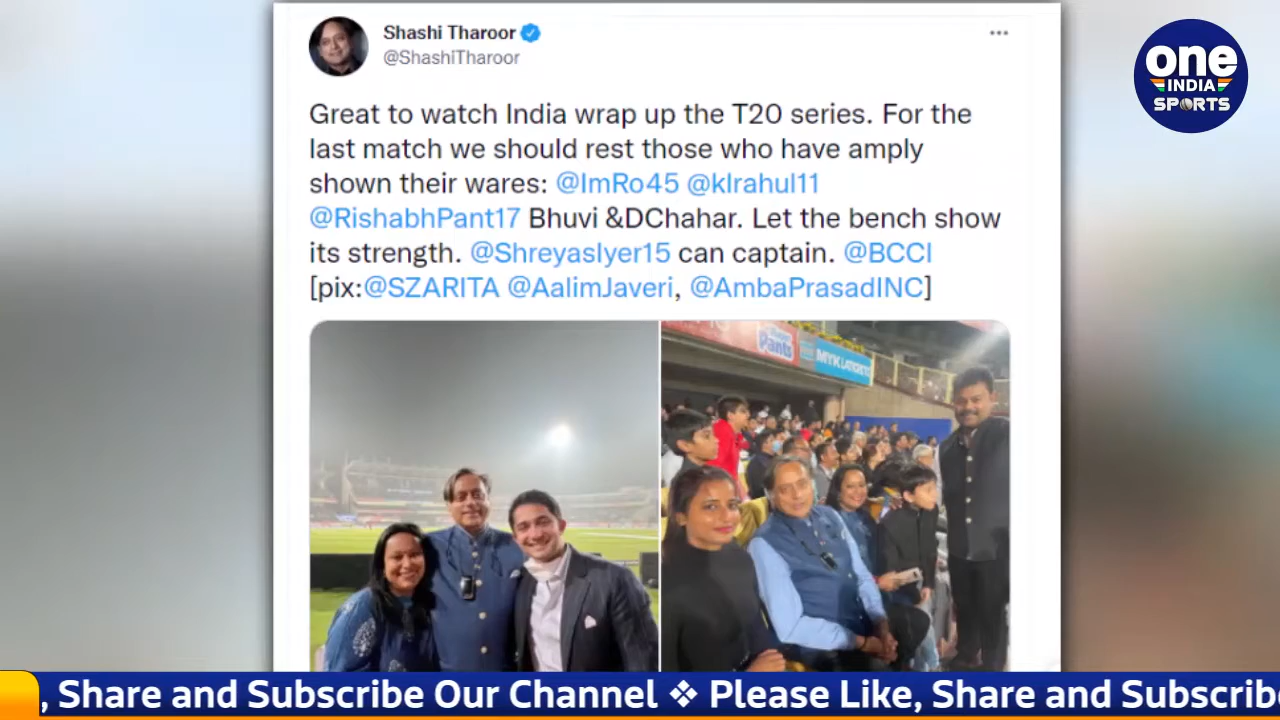 Shashi Tharoor
@ShashiTharoor
Great to watch India wrap up the T20 series. For the
last match we should rest those who have amply
shown their wares: @ImRo45 @klrahul11
@RishabhPant17 Bhuvi &DChahar. Let the bench show
its strength. @ShreyasIyer15 can captain. @BCCI
[pix:@SZARITA @AalimJaveri, @AmbaPrasadINC]
one
INDIA
SPORTS
Pants
MYK LATICRETE
, Share and Subscribe Our Channel ❖ Please Like, Share and Subscribe